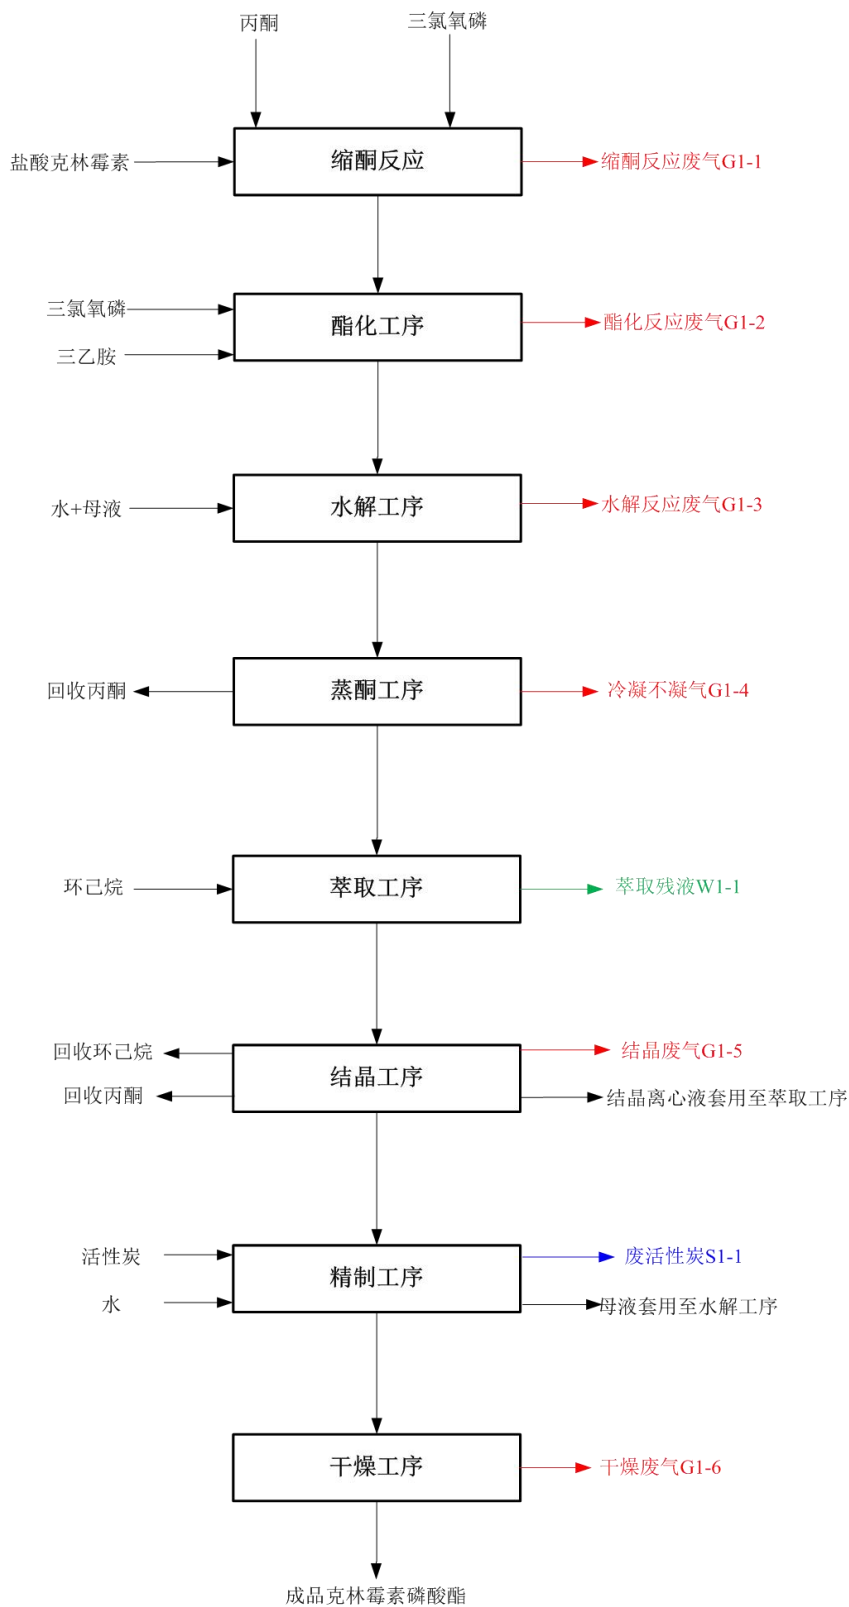 丙酮
三氯氧磷
盐酸克林霉素
缩酮反应
缩酮反应废气G1-1
三氯氧磷
三乙胺
酯化工序
酯化反应废气G1-2
水+母液
水解工序
水解反应废气G1-3
回收丙酮
蒸酮工序
冷凝不凝气G1-4
环己烷
萃取工序
萃取残液W1-1
回收环己烷
回收丙酮
结晶工序
结晶废气G1-5
结晶离心液套用至萃取工序
活性炭
水
精制工序
废活性炭S1-1
母液套用至水解工序
干燥工序
干燥废气G1-6
成品克林霉素磷酸酯